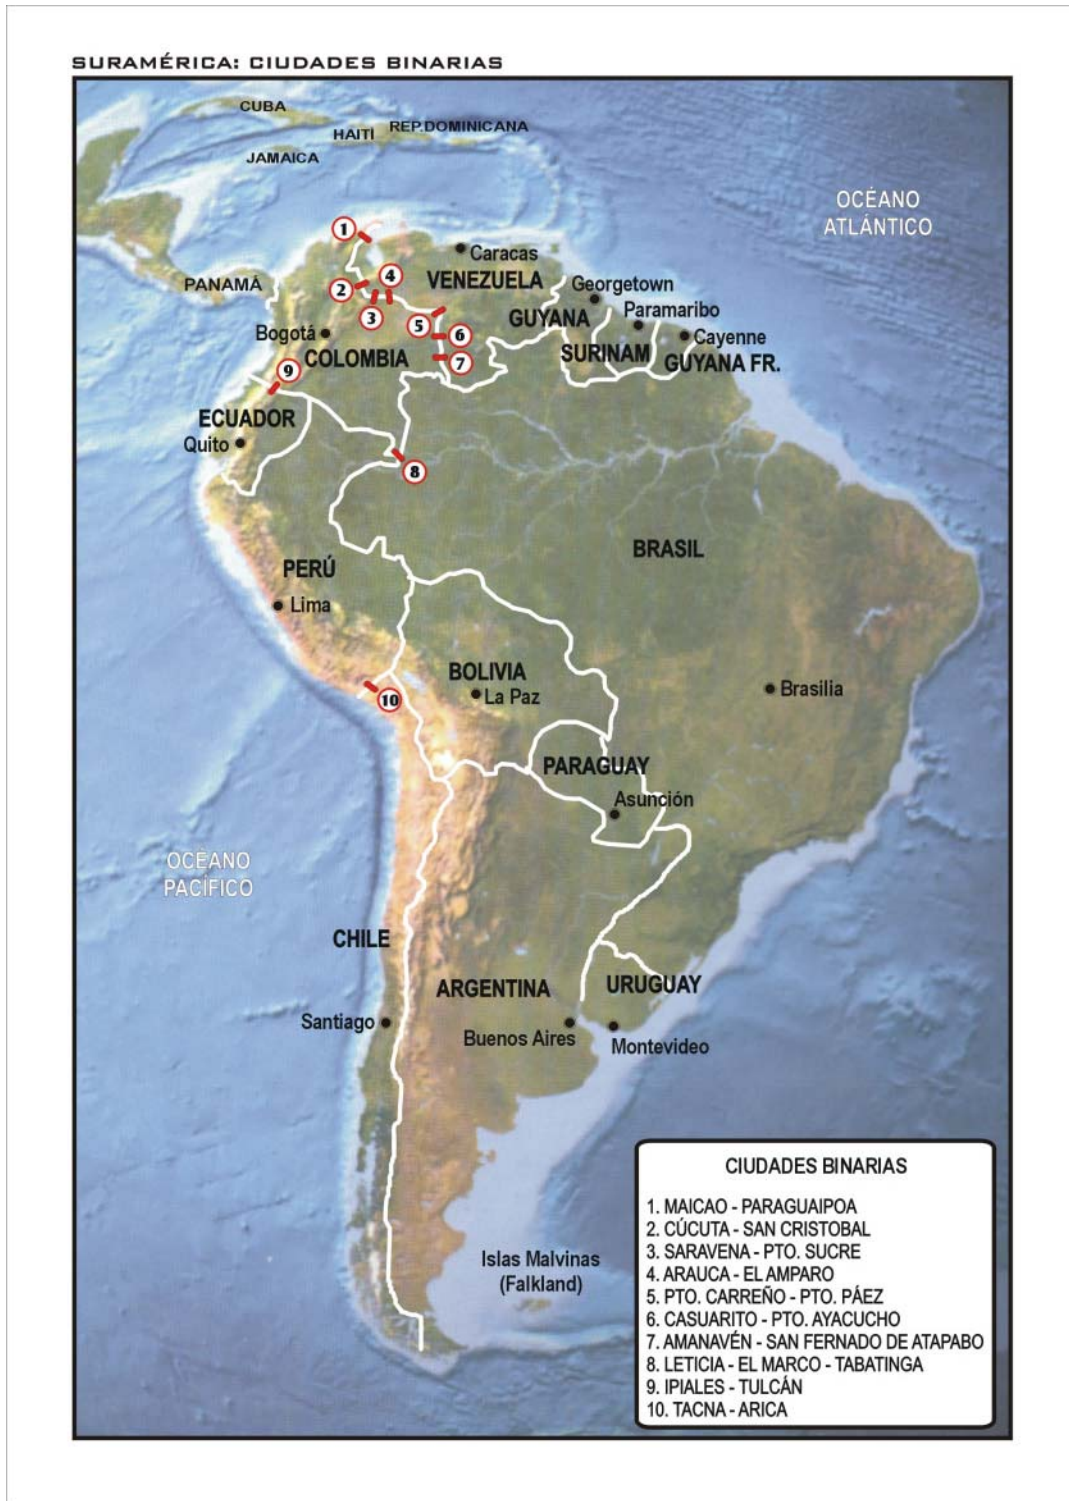 SURAMÉRICA: CIUDADES BINARIAS
CUBA
HAITÍ
REP.DOMINICANA
JAMAICA
OCÉANO
ATLÁNTICO
1
Caracas
PANAMÁ
2
4
VENEZUELA
Georgetown
3
5
GUYANA
Paramaribo
Bogotá
6
Cayenne
COLOMBIA
7
SURINAM
GUYANA FR.
9
ECUADOR
Quito
8
BRASIL
PERÚ
Lima
BOLIVIA
La Paz
Brasilia
10
PARAGUAY
Asunción
OCÉANO
PACÍFICO
CHILE
ARGENTINA
URUGUAY
Santiago
Buenos Aires
Montevideo
Islas Malvinas
(Falkland)
CIUDADES BINARIAS
1. MAICAO - PARAGUAIPOA
2. CÚCUTA - SAN CRISTOBAL
3. SARAVENA - PTO. SUCRE
4. ARAUCA - EL AMPARO
5. PTO. CARREÑO - PTO. PÁEZ
6. CASUARITO - PTO. AYACUCHO
7. AMANAVÉN - SAN FERNADO DE ATAPABO
8. LETICIA - EL MARCO - TABATINGA
9. IPIALES - TULCÁN
10. TACNA - ARICA